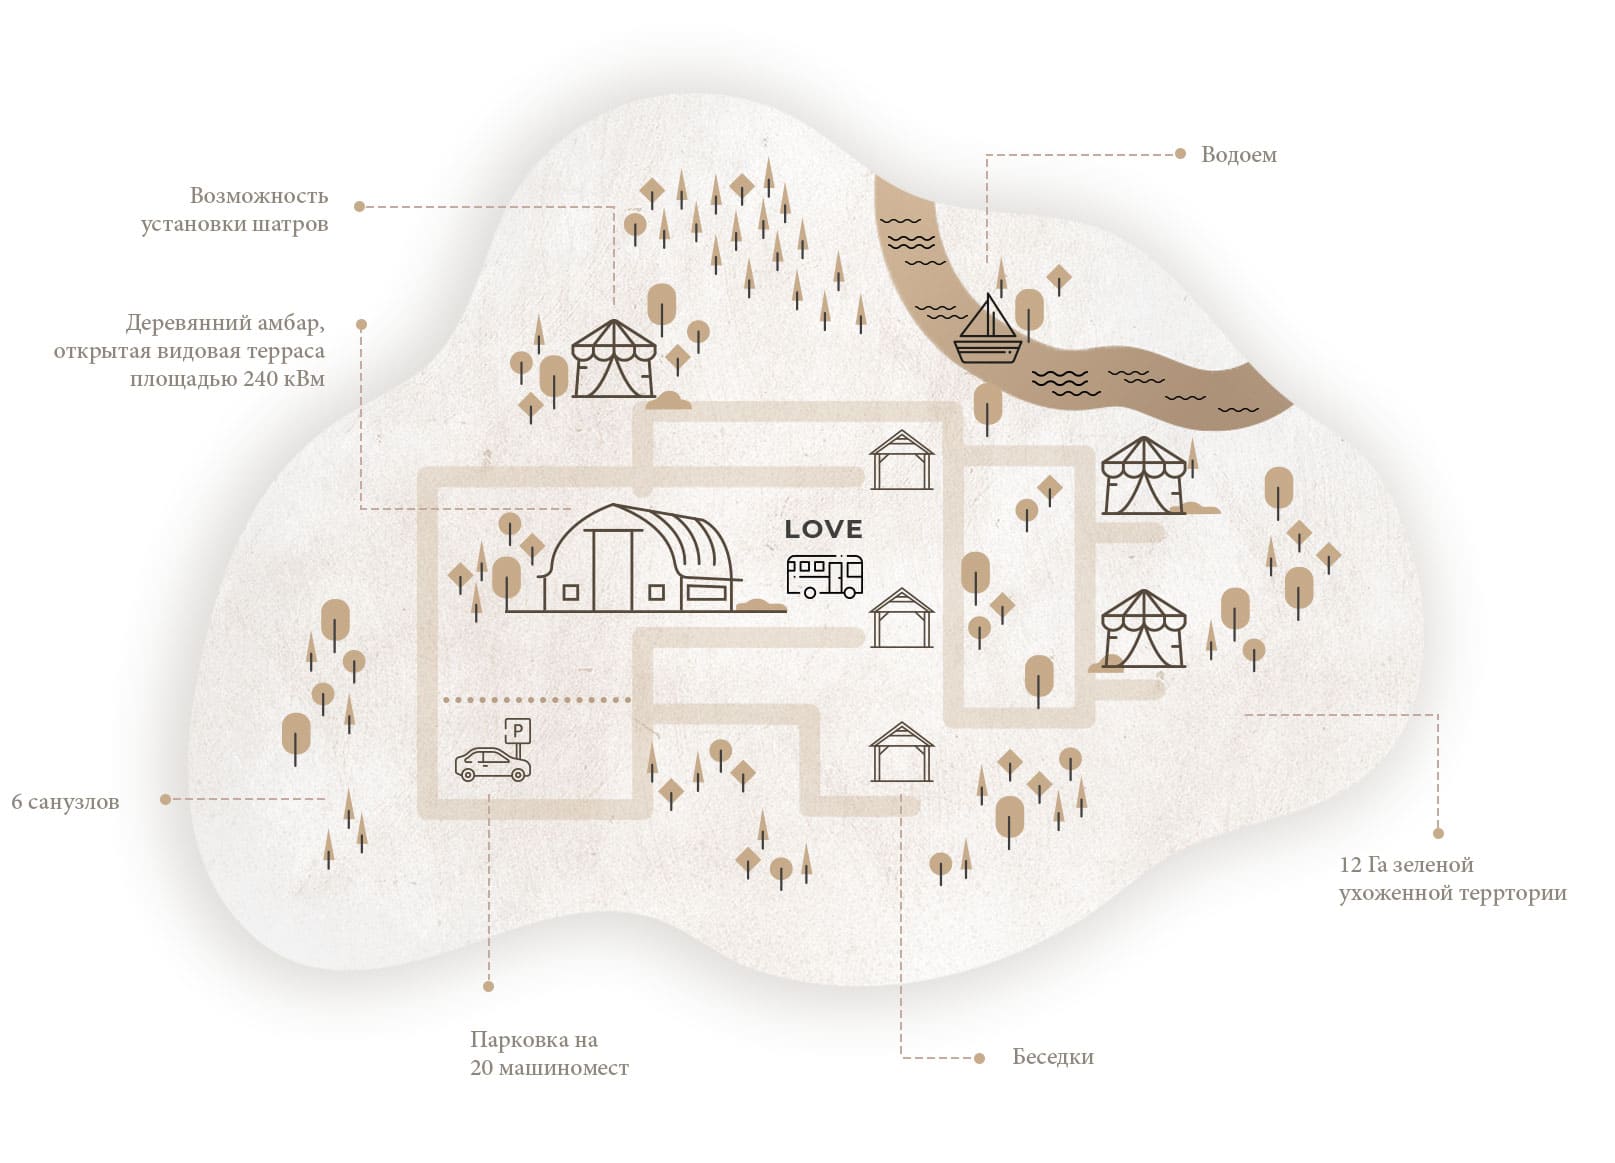 Водоем
Возможность
установки шатров
Деревянний амбар,
открытая видовая терраса
площадью 240 кВм
LOVE
P
6 санузлов
12 Га зеленой
ухоженной терртории
Парковка на
20 машиномест
Беседки